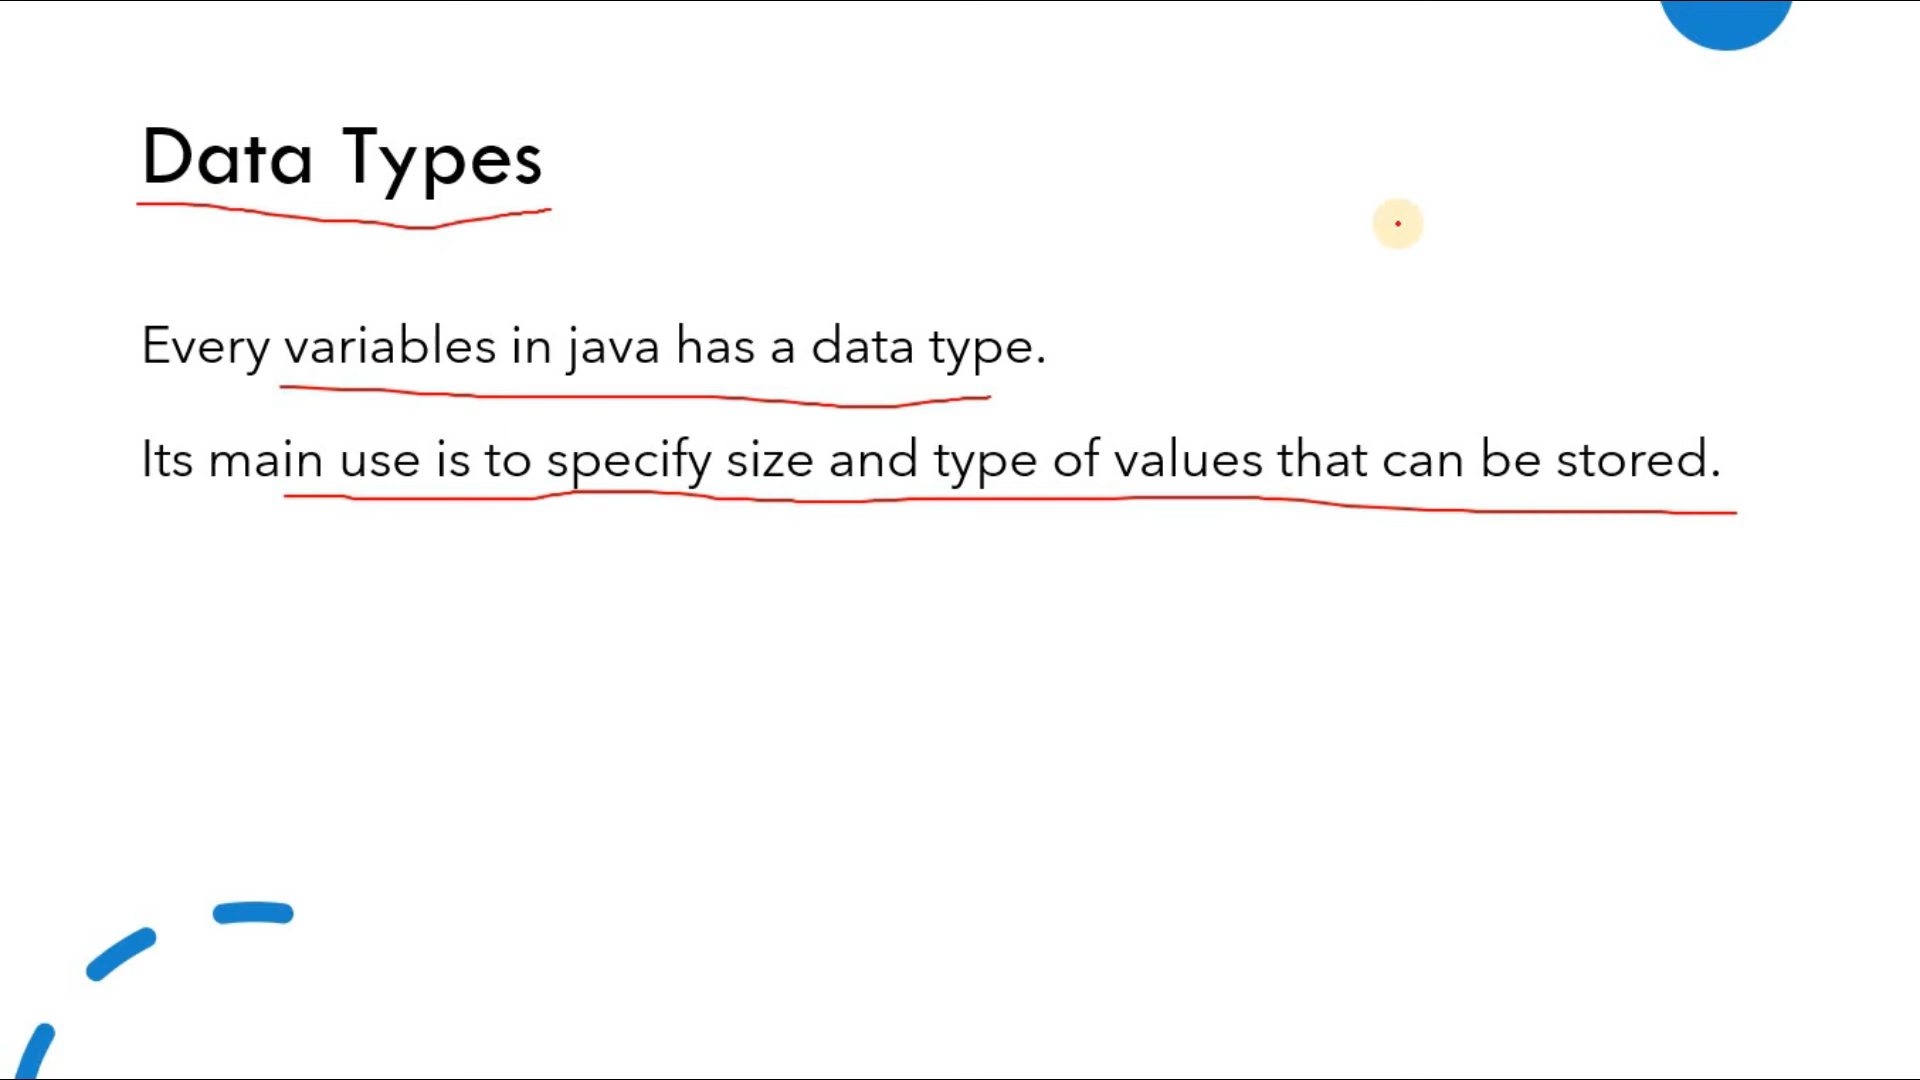 Data Types
Every variables in java has a data type.
Its main use is to specify size and type of values that can be stored.